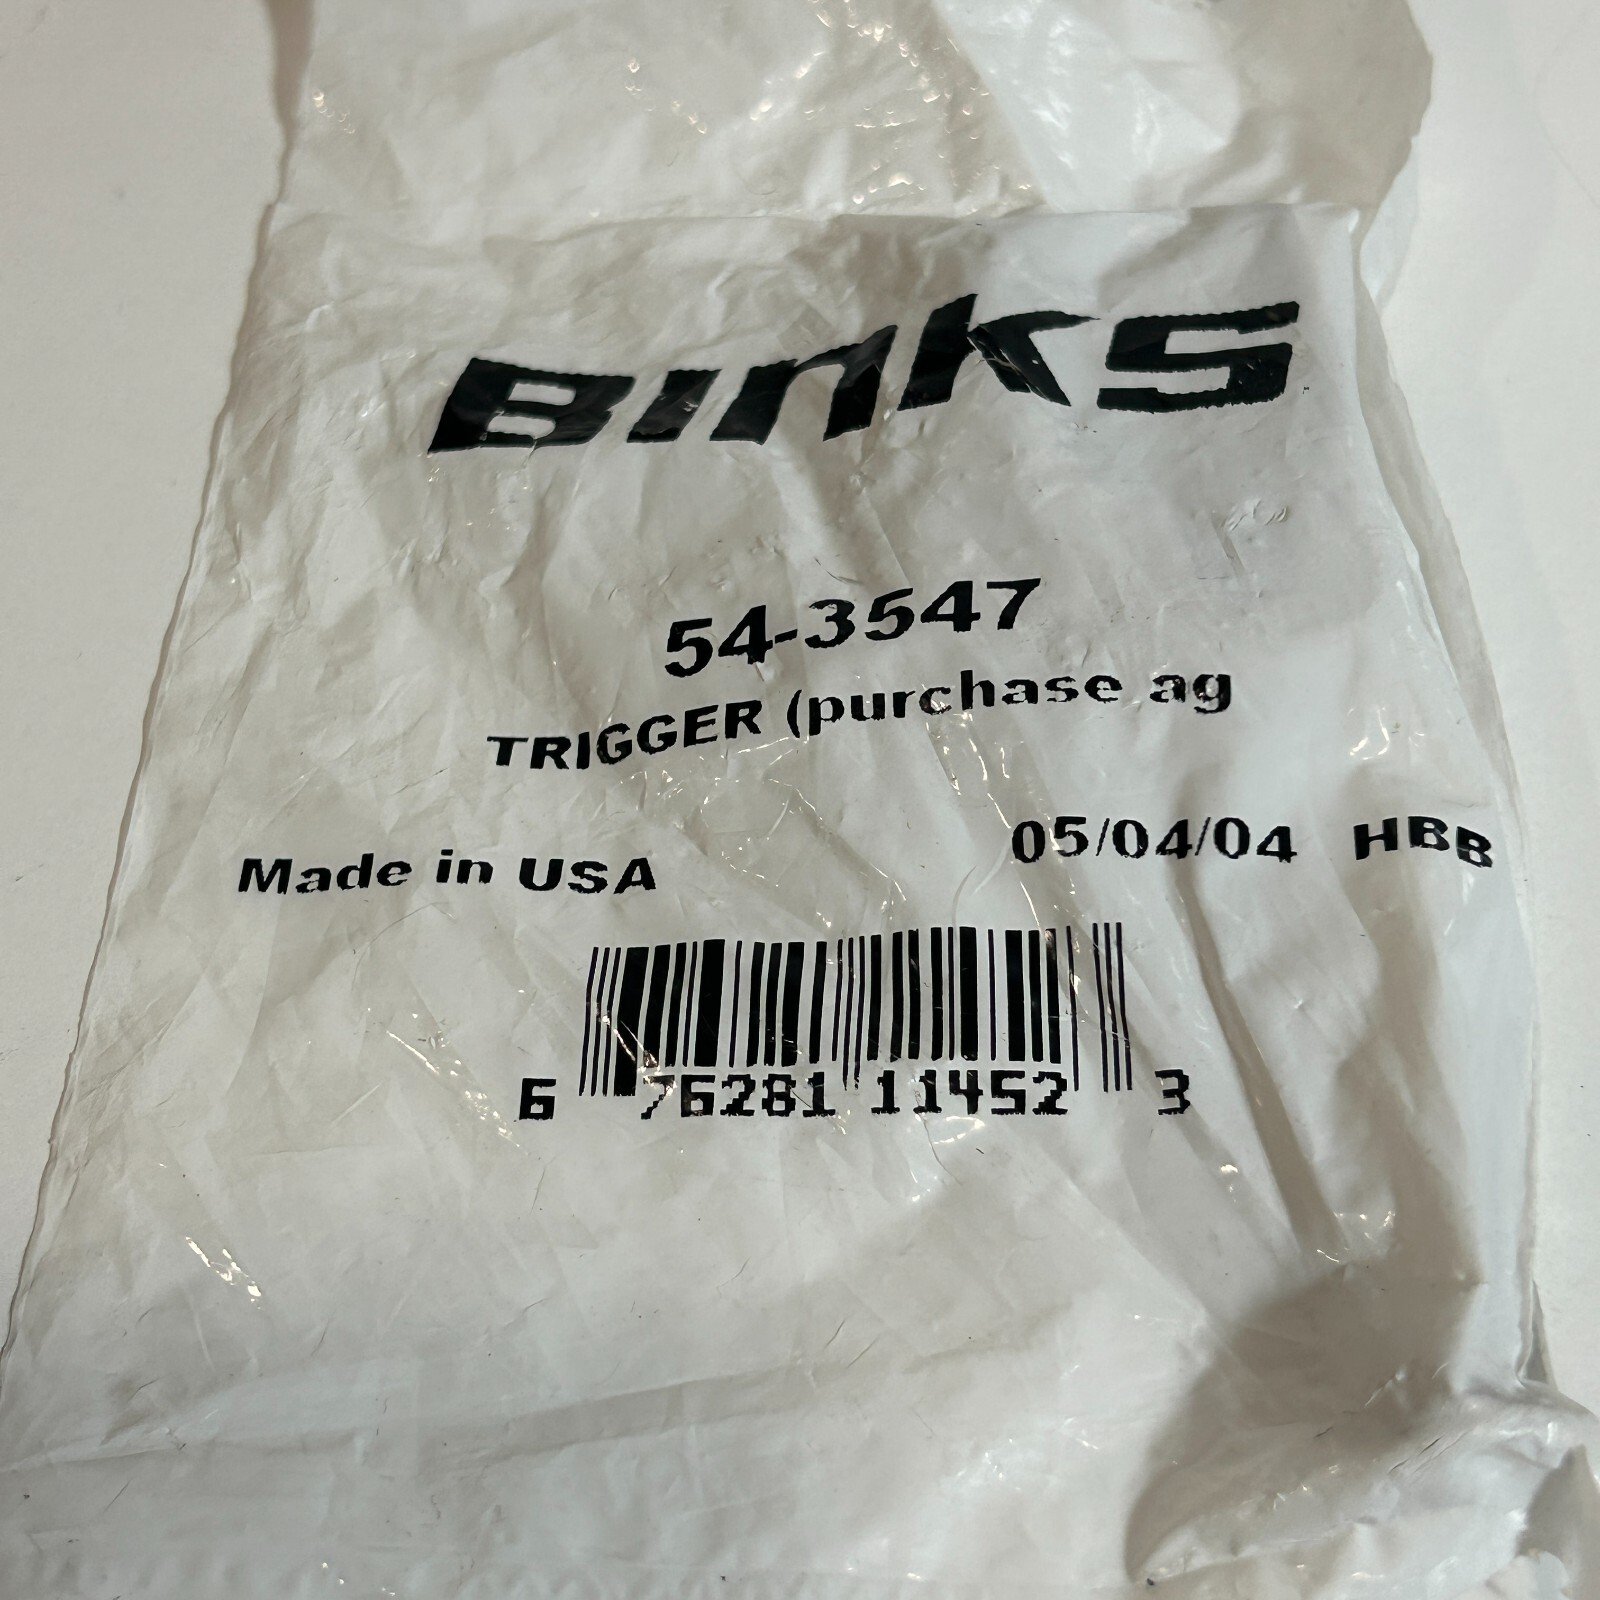 BINKS
54-3547
TRIGGER (purchase ag
Made in USA 05/04/04 HBB
6 76281 11452 3